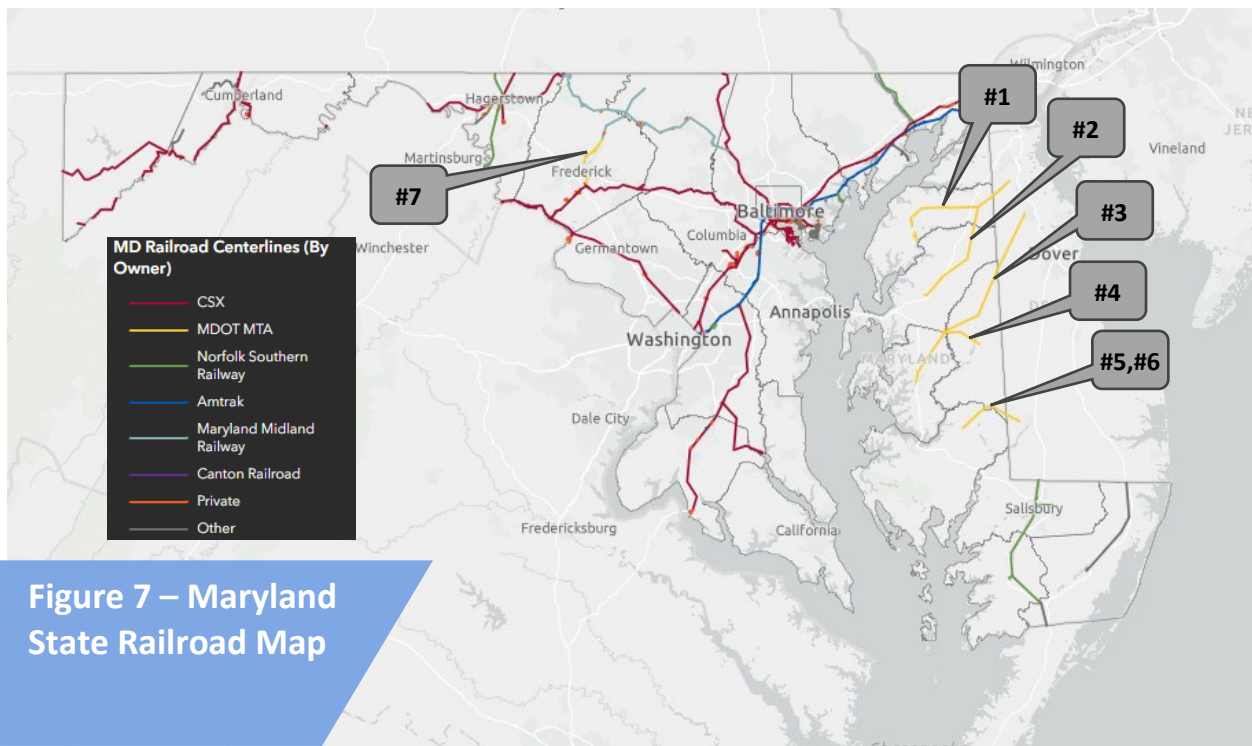 Wilmington
Cumberland
Hagerstown
#1
#2
NE
JER
Vineland
Martinsburg
Frederick
#7
Baltimore
#3
Winchester
MD Railroad Centerlines (By
Owner)
Germantown
Columbia
Dover
CSX
MDOT MTA
Norfolk Southern
Railway
Amtrak
Maryland Midland
Railway
Canton Railroad
Private
Other
Annapolis
DE
#4
Washington
MARYLAND
#5,#6
Dale City
Salisbury
Fredericksburg
California
Figure 7 – Maryland
State Railroad Map